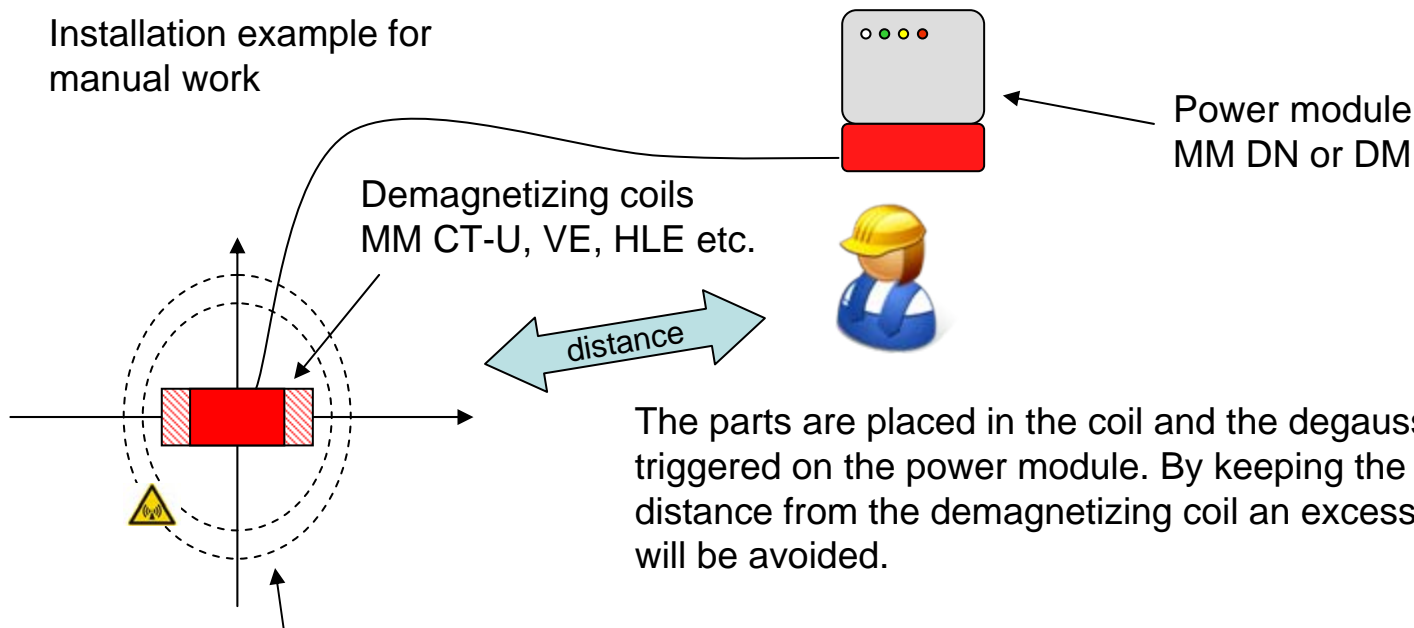 Installation example for
manual work
Power module
MM DN or DM
Demagnetizing coils
MM CT-U, VE, HLE etc.
distance
The parts are placed in the coil and the
triggered on the power module. By keeping the
distance from the demagnetizing coil an
will be avoided.